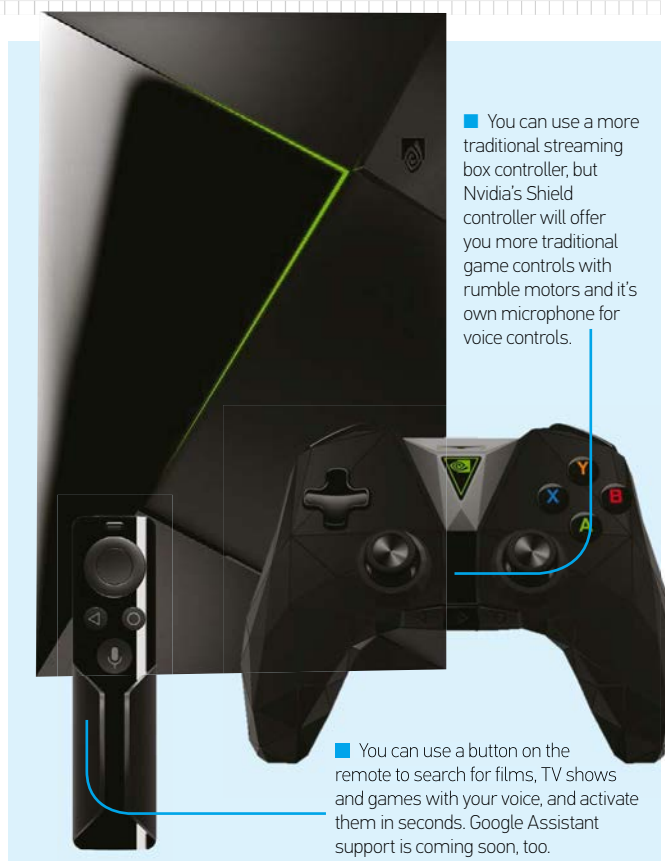 ■ You can use a more
traditional streaming
box controller, but
Nvidia's Shield
controller will offer
you more traditional
game controls with
rumble motors and it's
own microphone for
voice controls.
Y
X
B
A
■ You can use a button on the
remote to search for films, TV shows
and games with your voice, and activate
them in seconds. Google Assistant
support is coming soon, too.